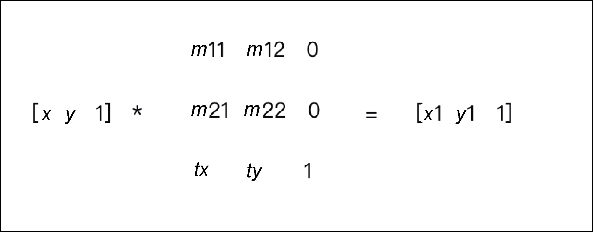 m11 m12 0
[x y 1] * m21 m22 0 = [x1 y1 1]
tx ty 1